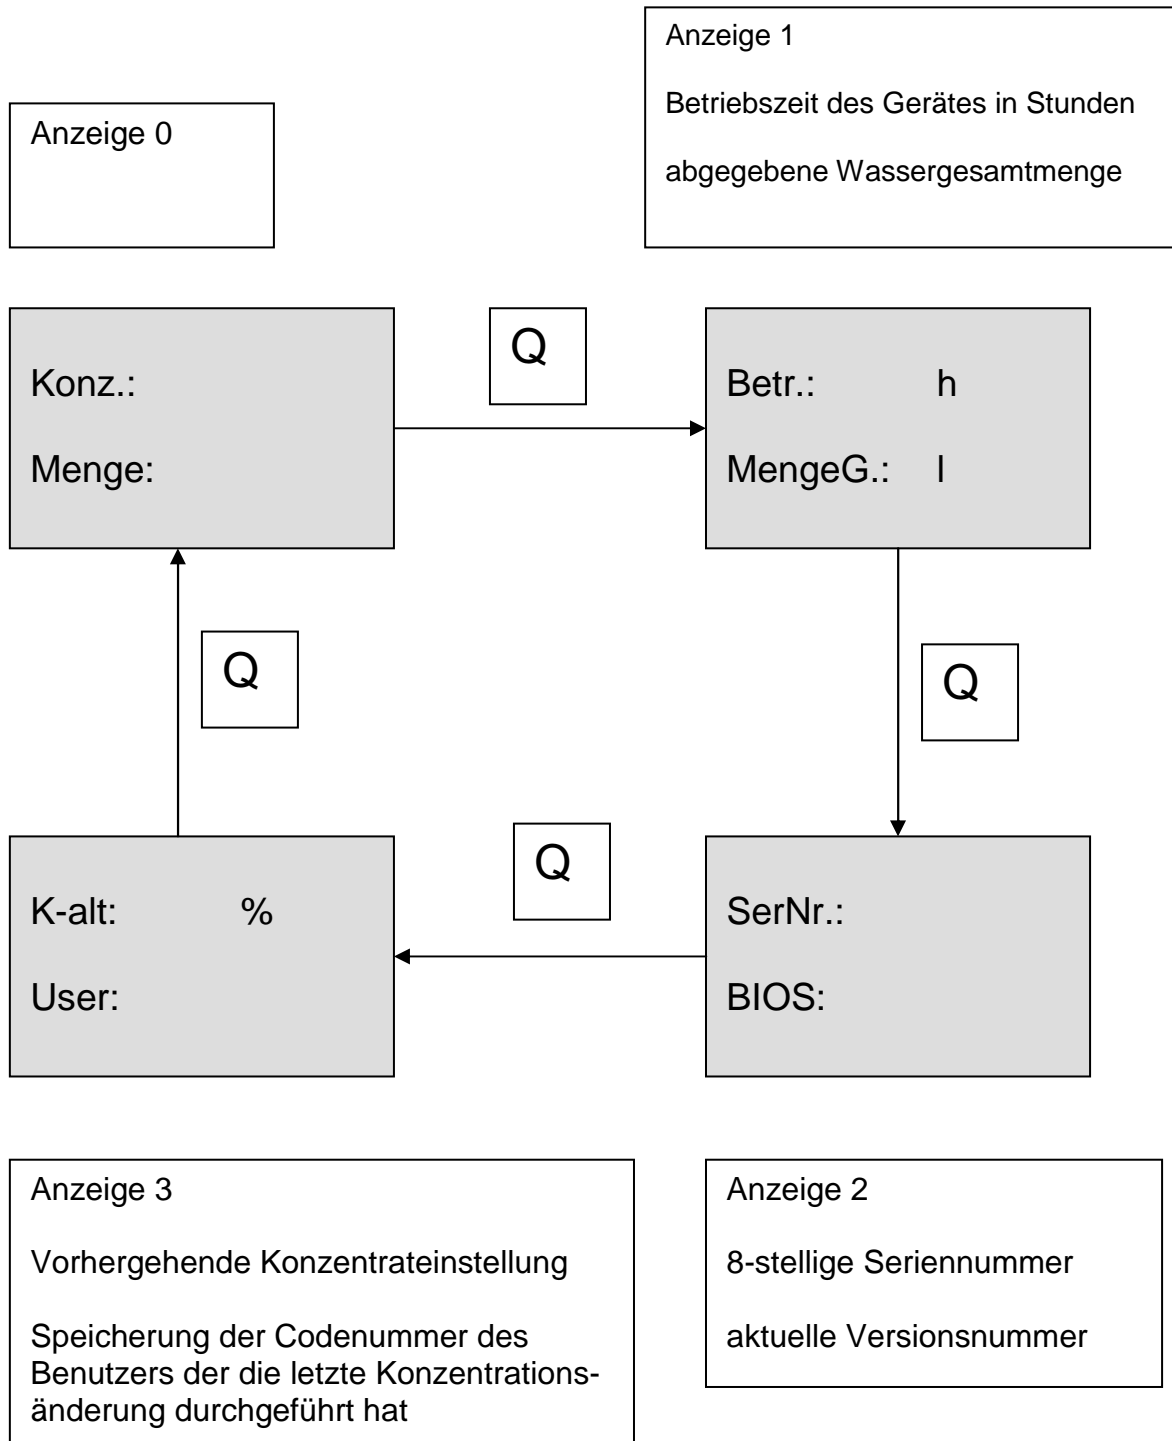 Anzeige 0
Anzeige 1
Betriebszeit des Gerätes in Stunden
abgegebene Wassergesamtmenge
Konz.:
Menge:
Q
Betr.: h
MengeG.: l
Q
Q
K-alt: %
User:
Q
SerNr.:
BIOS:
Anzeige 3
Vorhergehende Konzentrateinstellung
Speicherung der Codenummer des
Benutzers der die letzte Konzentrations-
änderung durchgeführt hat
Anzeige 2
8-stellige Seriennummer
aktuelle Versionsnummer